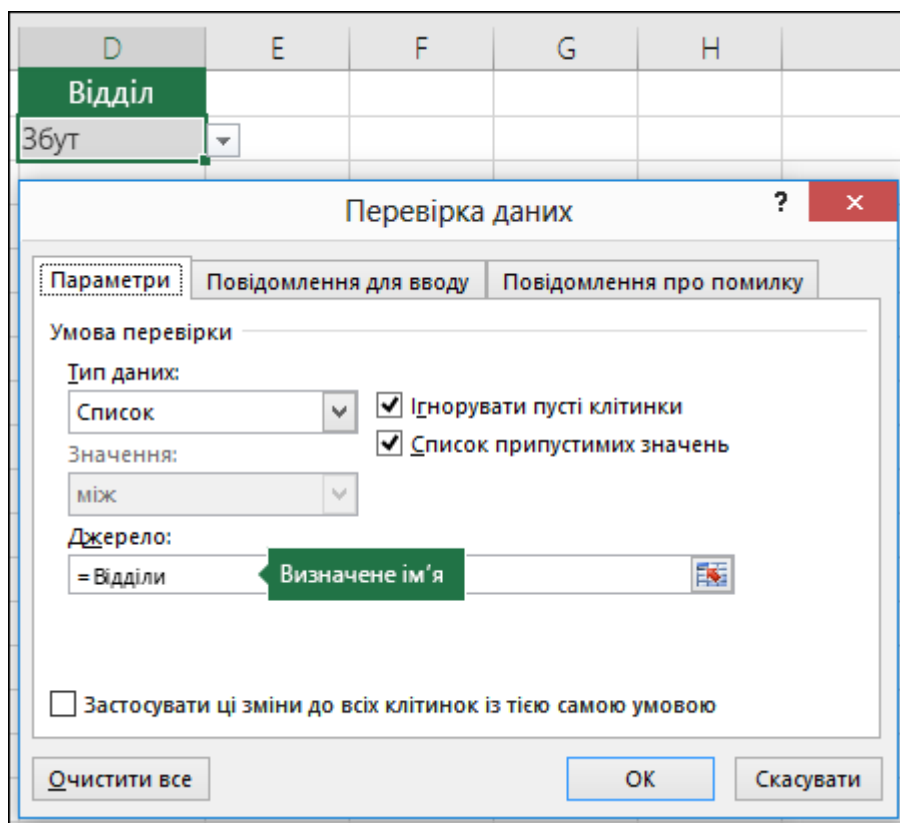 D E F G H
Відділ
Збут
Перевірка даних ? ×
Параметри Повідомлення для вводу Повідомлення про помилку
Умова перевірки
Тип даних:
Список
Ігнорувати пусті клітинки
Значення:
Список припустимих значень
між
Джерело:
=Відділи
Визначене ім’я
Застосувати ці зміни до всіх клітинок із тією самою умовою
Очистити все ОК Скасувати